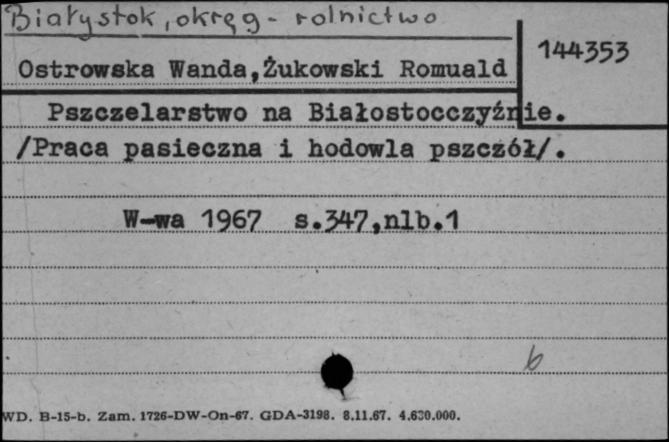 Białystok, okręg - rolnictwo
144353
Ostrowska Wanda,Żukowski Romuald
Pszczelarstwo na Białostocczyźnie.
/Praca pasieczna i hodowla pszczół/.
W-wa 1967 s.347,nlb.1
b
WD. B-15-b. Zam. 1726-DW-On-67. GDA-3198. 8.11.67. 4.630.000.